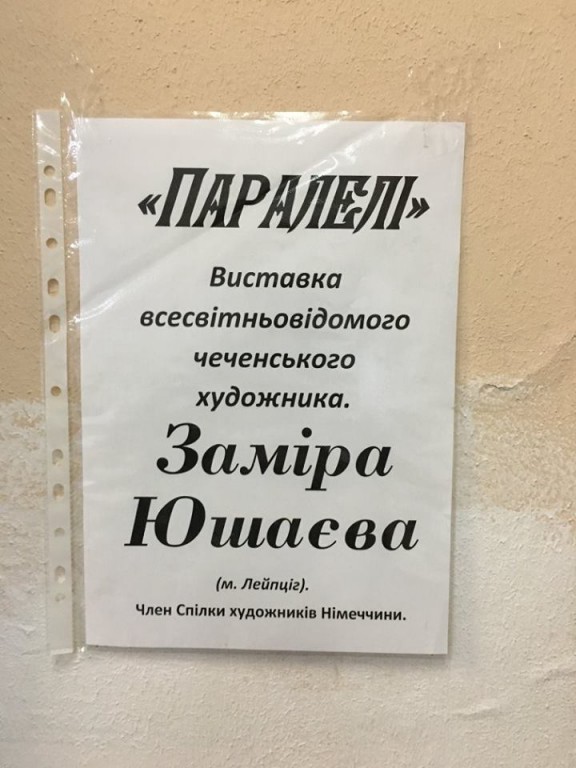 «ПАРАЛЕЛІ»
Виставка
всесвітньовідомого
чеченського
художника.
Заміра
Юшаєва
(м. Лейпціг).
Член Спілки художників Німеччини.